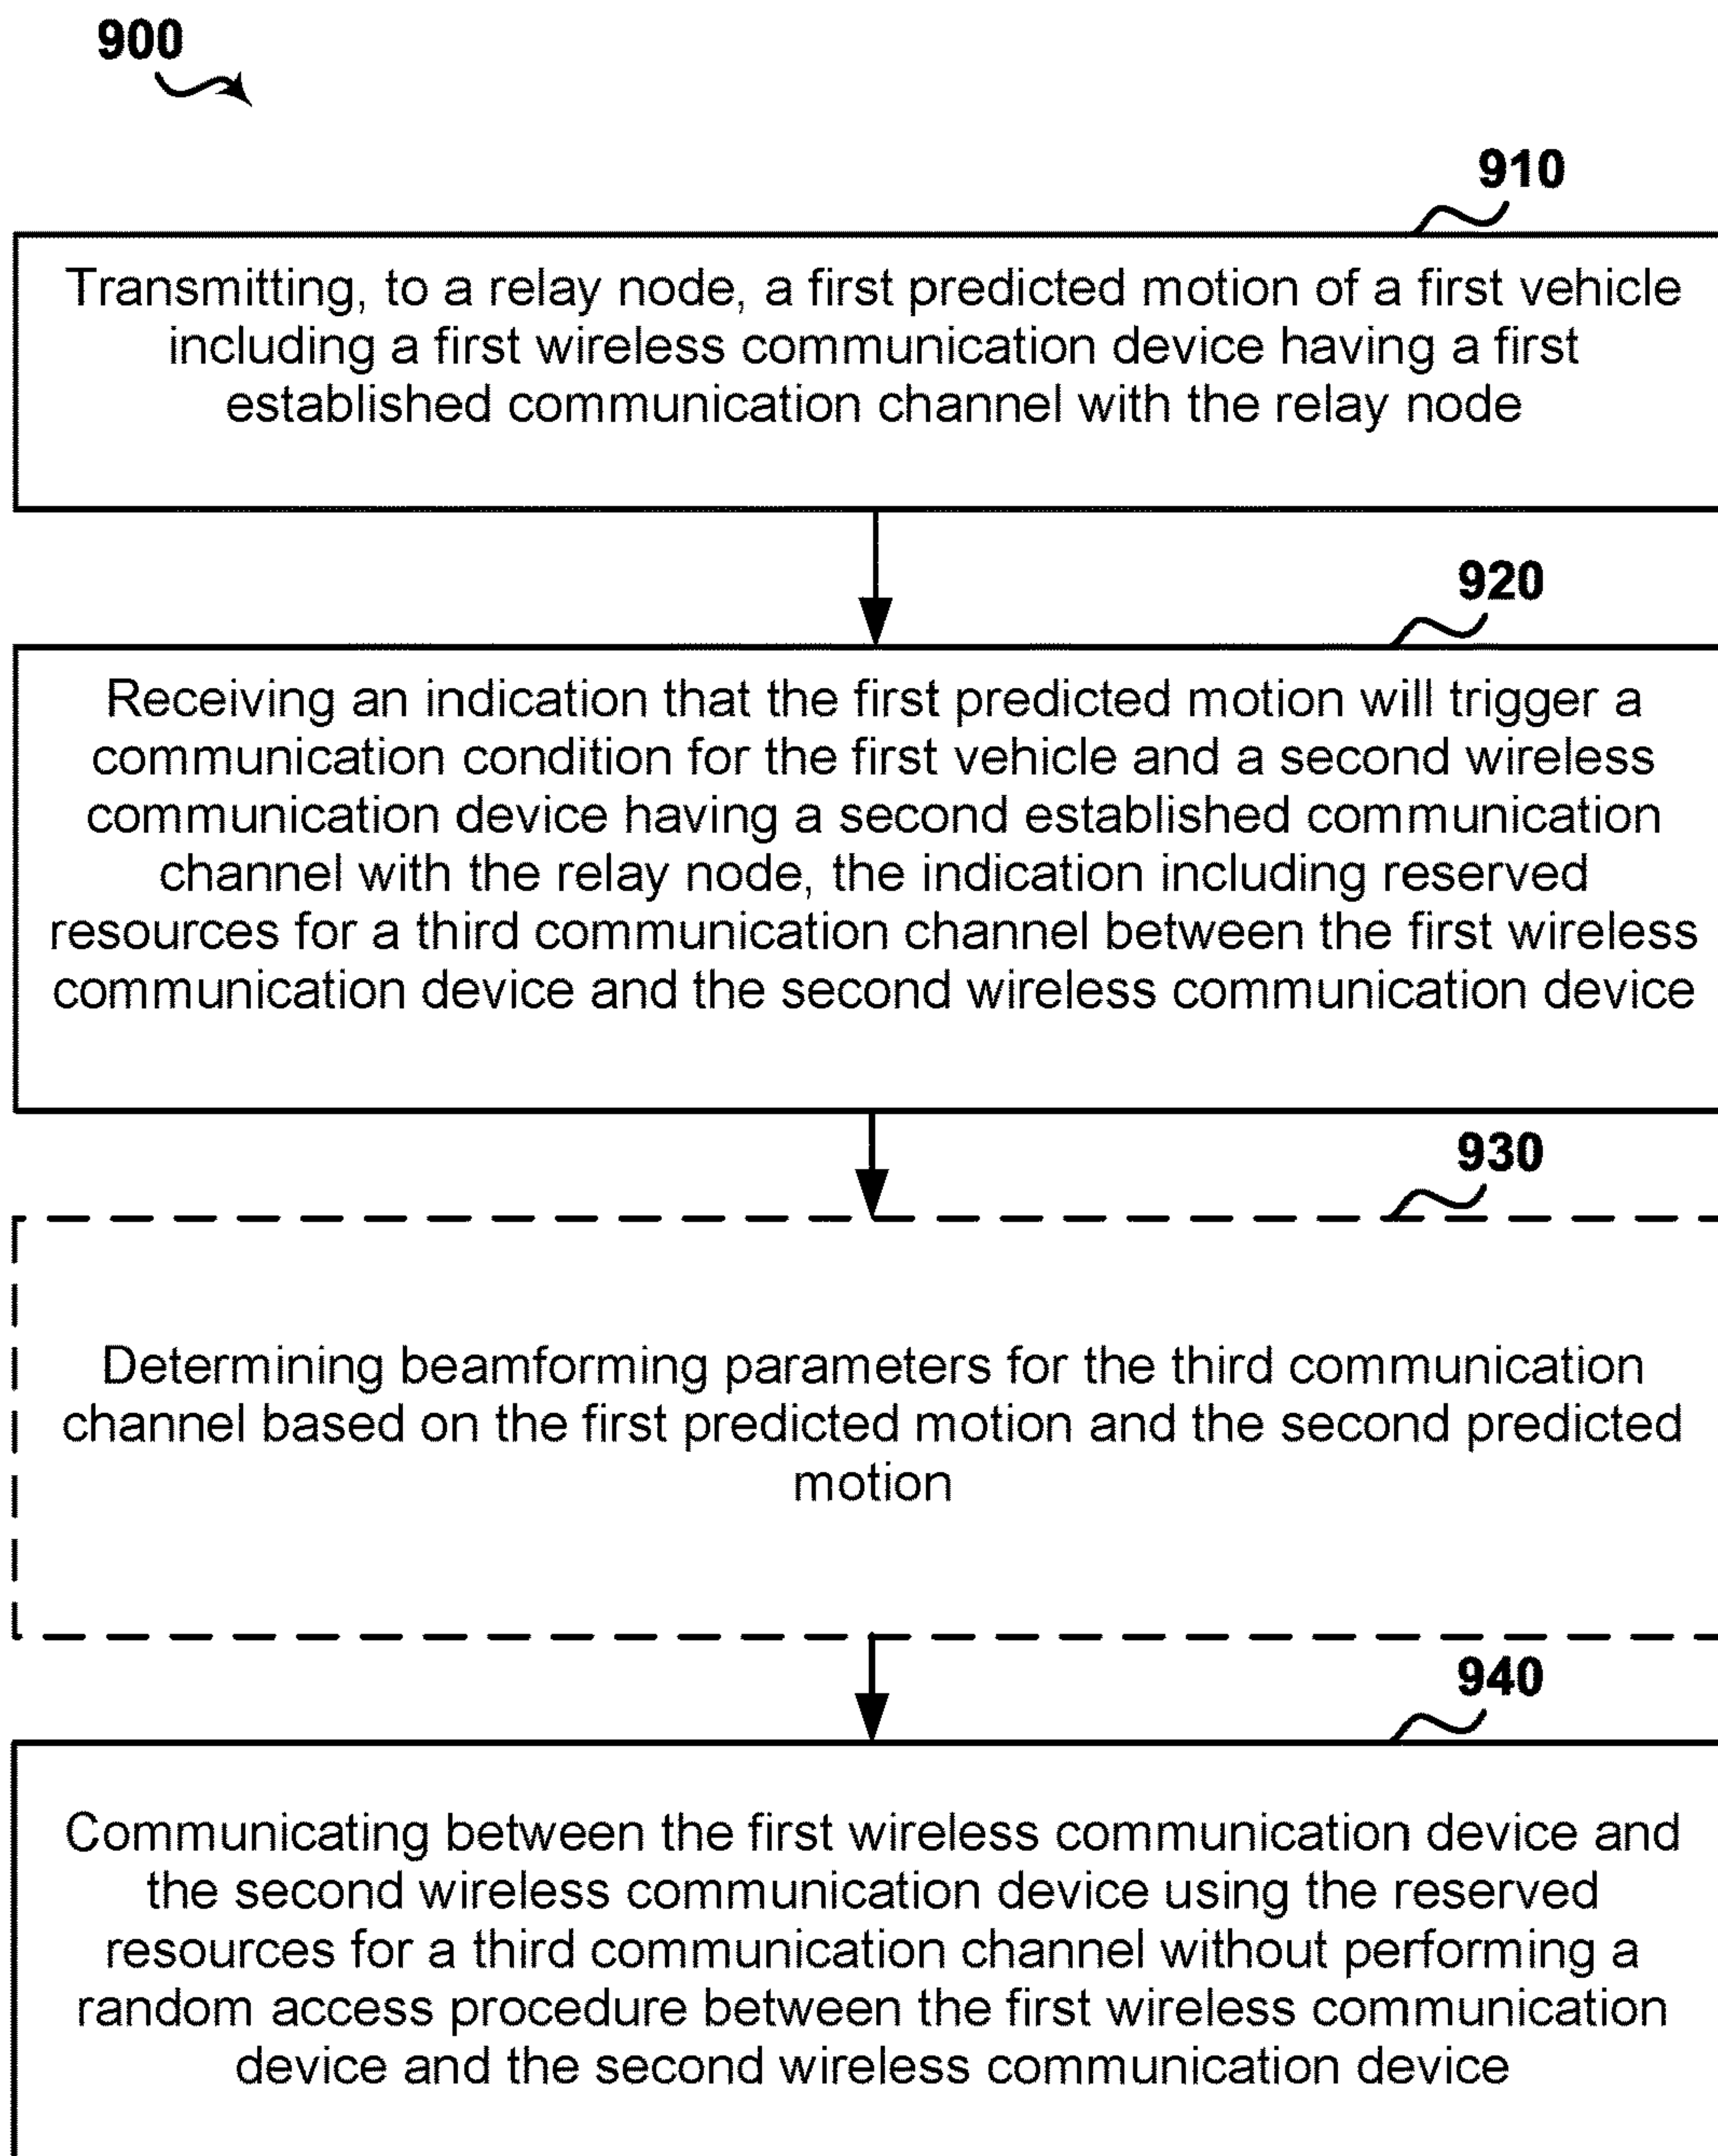 900
910
Transmitting, to a relay node, a first predicted motion of a first vehicle
including a first wireless communication device having a first
established communication channel with the relay node
920
Receiving an indication that the first predicted motion will trigger a
communication condition for the first vehicle and a second wireless
communication device having a second established communication
channel with the relay node, the indication including reserved
resources for a third communication channel between the first wireless
communication device and the second wireless communication device
930
Determining beamforming parameters for the third communication
channel based on the first predicted motion and the second predicted
motion
940
Communicating between the first wireless communication device and
the second wireless communication device using the reserved
resources for a third communication channel without performing a
random access procedure between the first wireless communication
device and the second wireless communication device